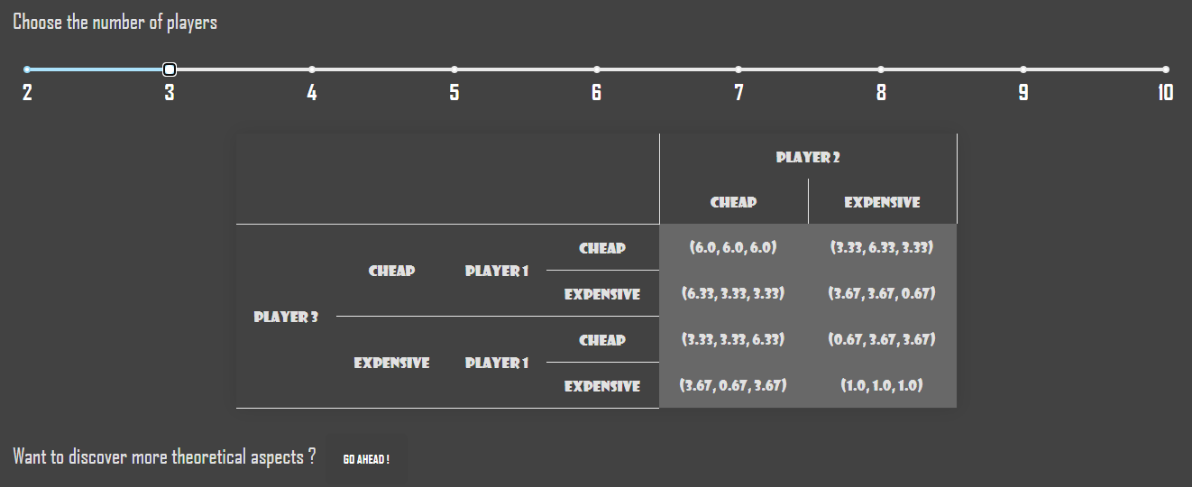 Choose the number of players
2 3 4 5 6 7 8 9 10
PLAYER 2
CHEAP EXPENSIVE
CHEAP (6.0, 6.0, 6.0) (3.33, 6.33, 3.33)
CHEAP PLAYER 1
EXPENSIVE (6.33, 3.33, 3.33) (3.67, 3.67, 0.67)
PLAYER 3
CHEAP (3.33, 3.33, 6.33) (0.67, 3.67, 3.67)
EXPENSIVE PLAYER 1
EXPENSIVE (3.67, 0.67, 3.67) (1.0, 1.0, 1.0)
Want to discover more theoretical aspects ? GO AHEAD !